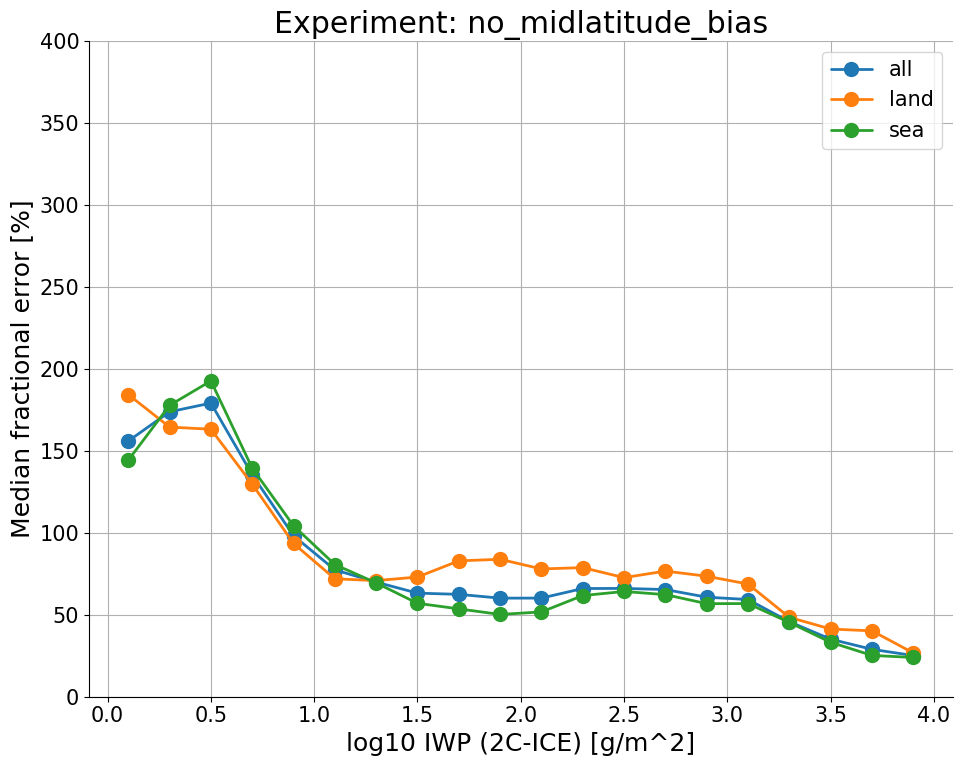 Experiment: no_midlatitude_bias
400
350
300
250
200
150
100
50
0
Median fractional error [%]
all
land
sea
0.0 0.5 1.0 1.5 2.0 2.5 3.0 3.5 4.0
log10 IWP (2C-ICE) [g/m^2]